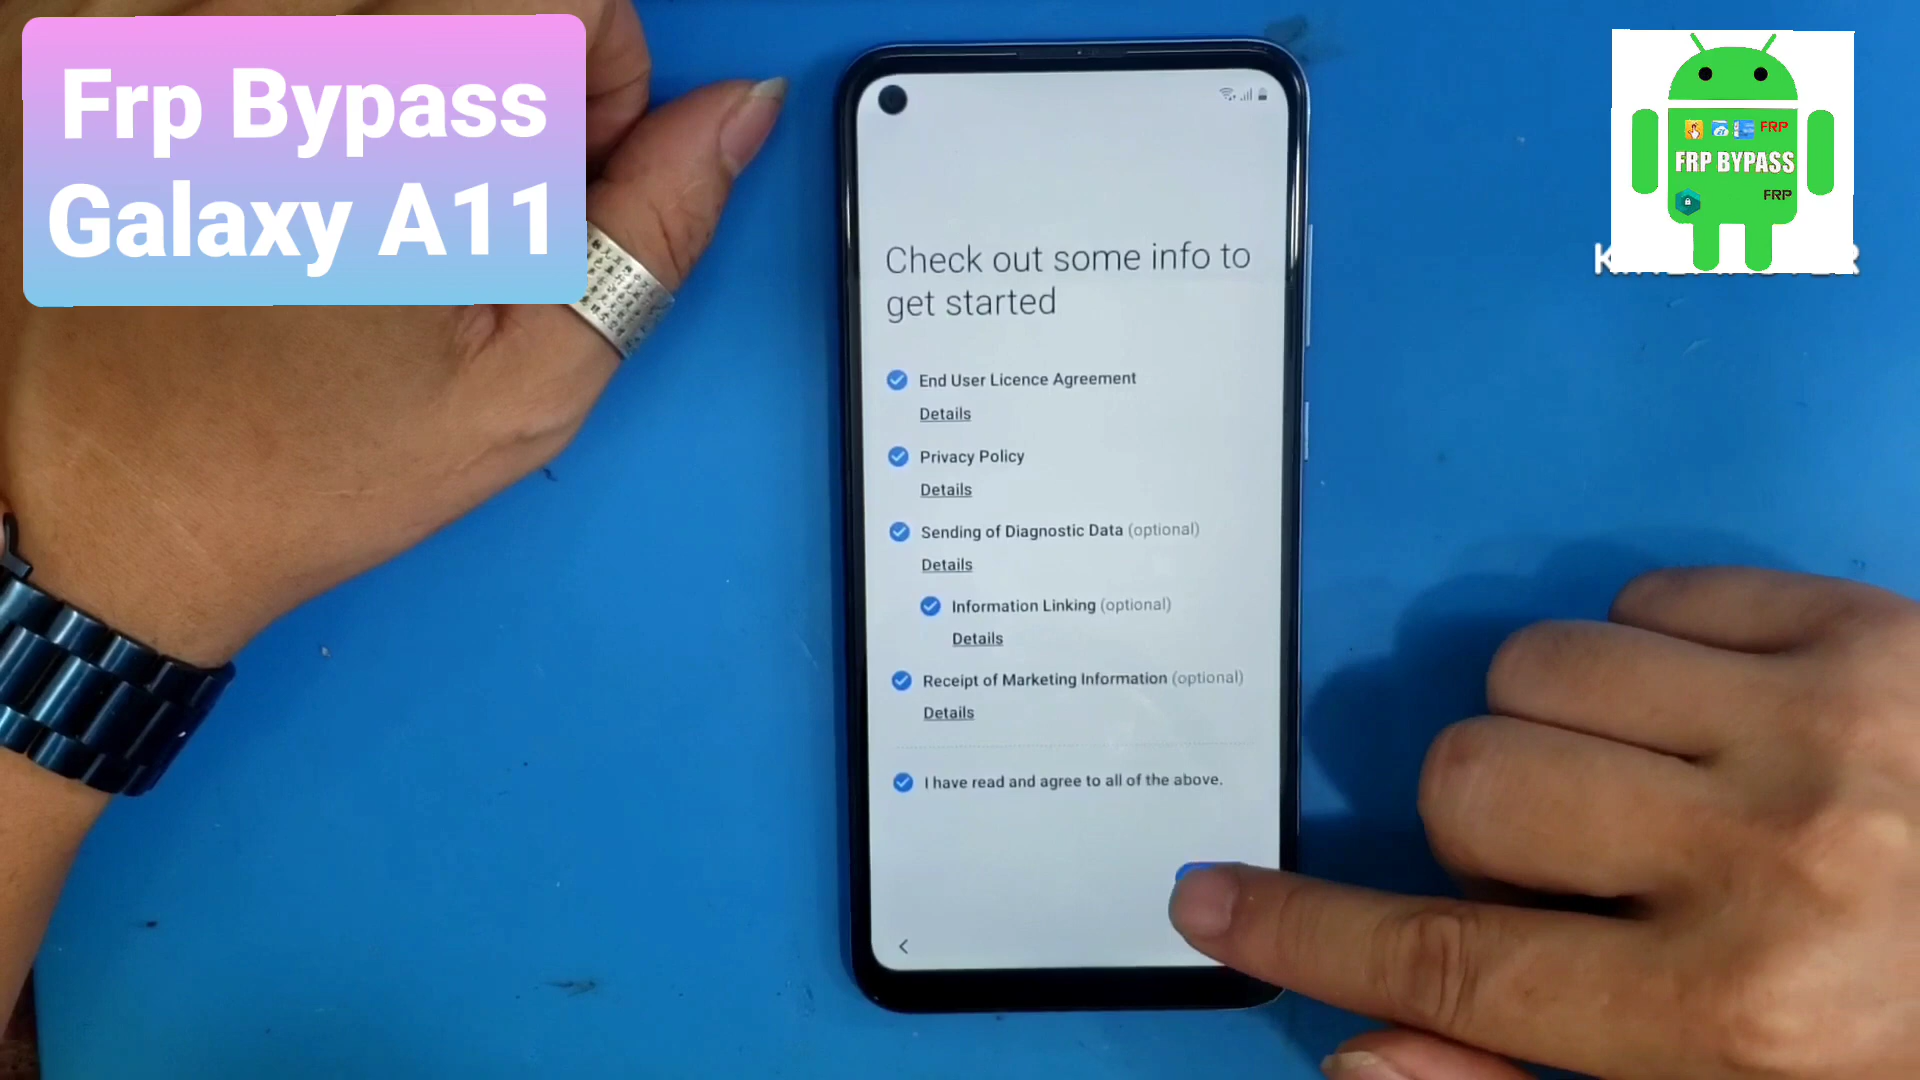 Frp Bypass
Galaxy A11
FRP
FRP BYPASS
FRP
Check out some info to
get started
End User Licence Agreement
Details
Privacy Policy
Details
Sending of Diagnostic Data (optional)
Details
Information Linking (optional)
Details
Receipt of Marketing Information (optional)
Details
I have read and agree to all of the above.